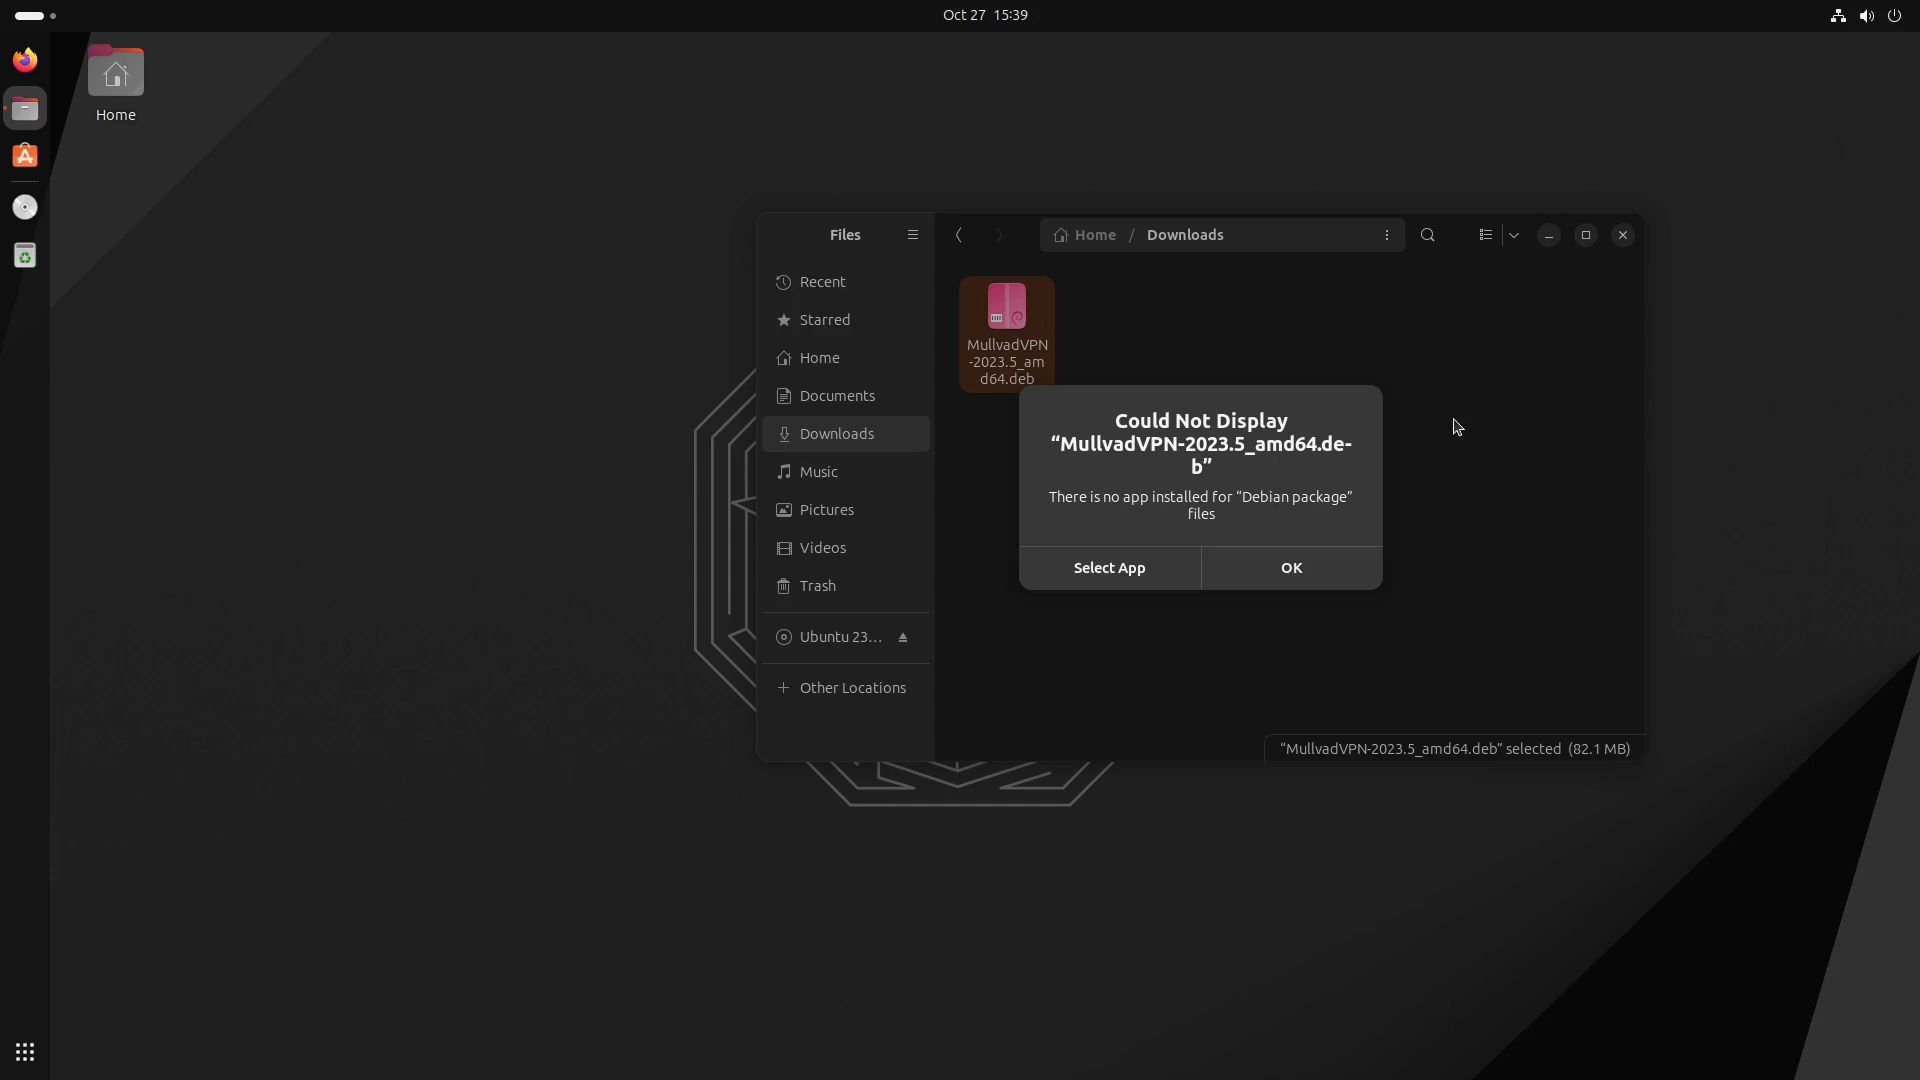 Oct 27 15:39
Home
Files
Home / Downloads
Recent
Starred
Home
Documents
Downloads
Music
Pictures
Videos
Trash
Ubuntu 23…
Other Locations
MullvadVPN
-2023.5_am
d64.deb
Could Not Display
“MullvadVPN-2023.5_amd64.de-
b”
There is no app installed for “Debian package”
files
Select App
OK
“MullvadVPN-2023.5_amd64.deb” selected (82.1 MB)